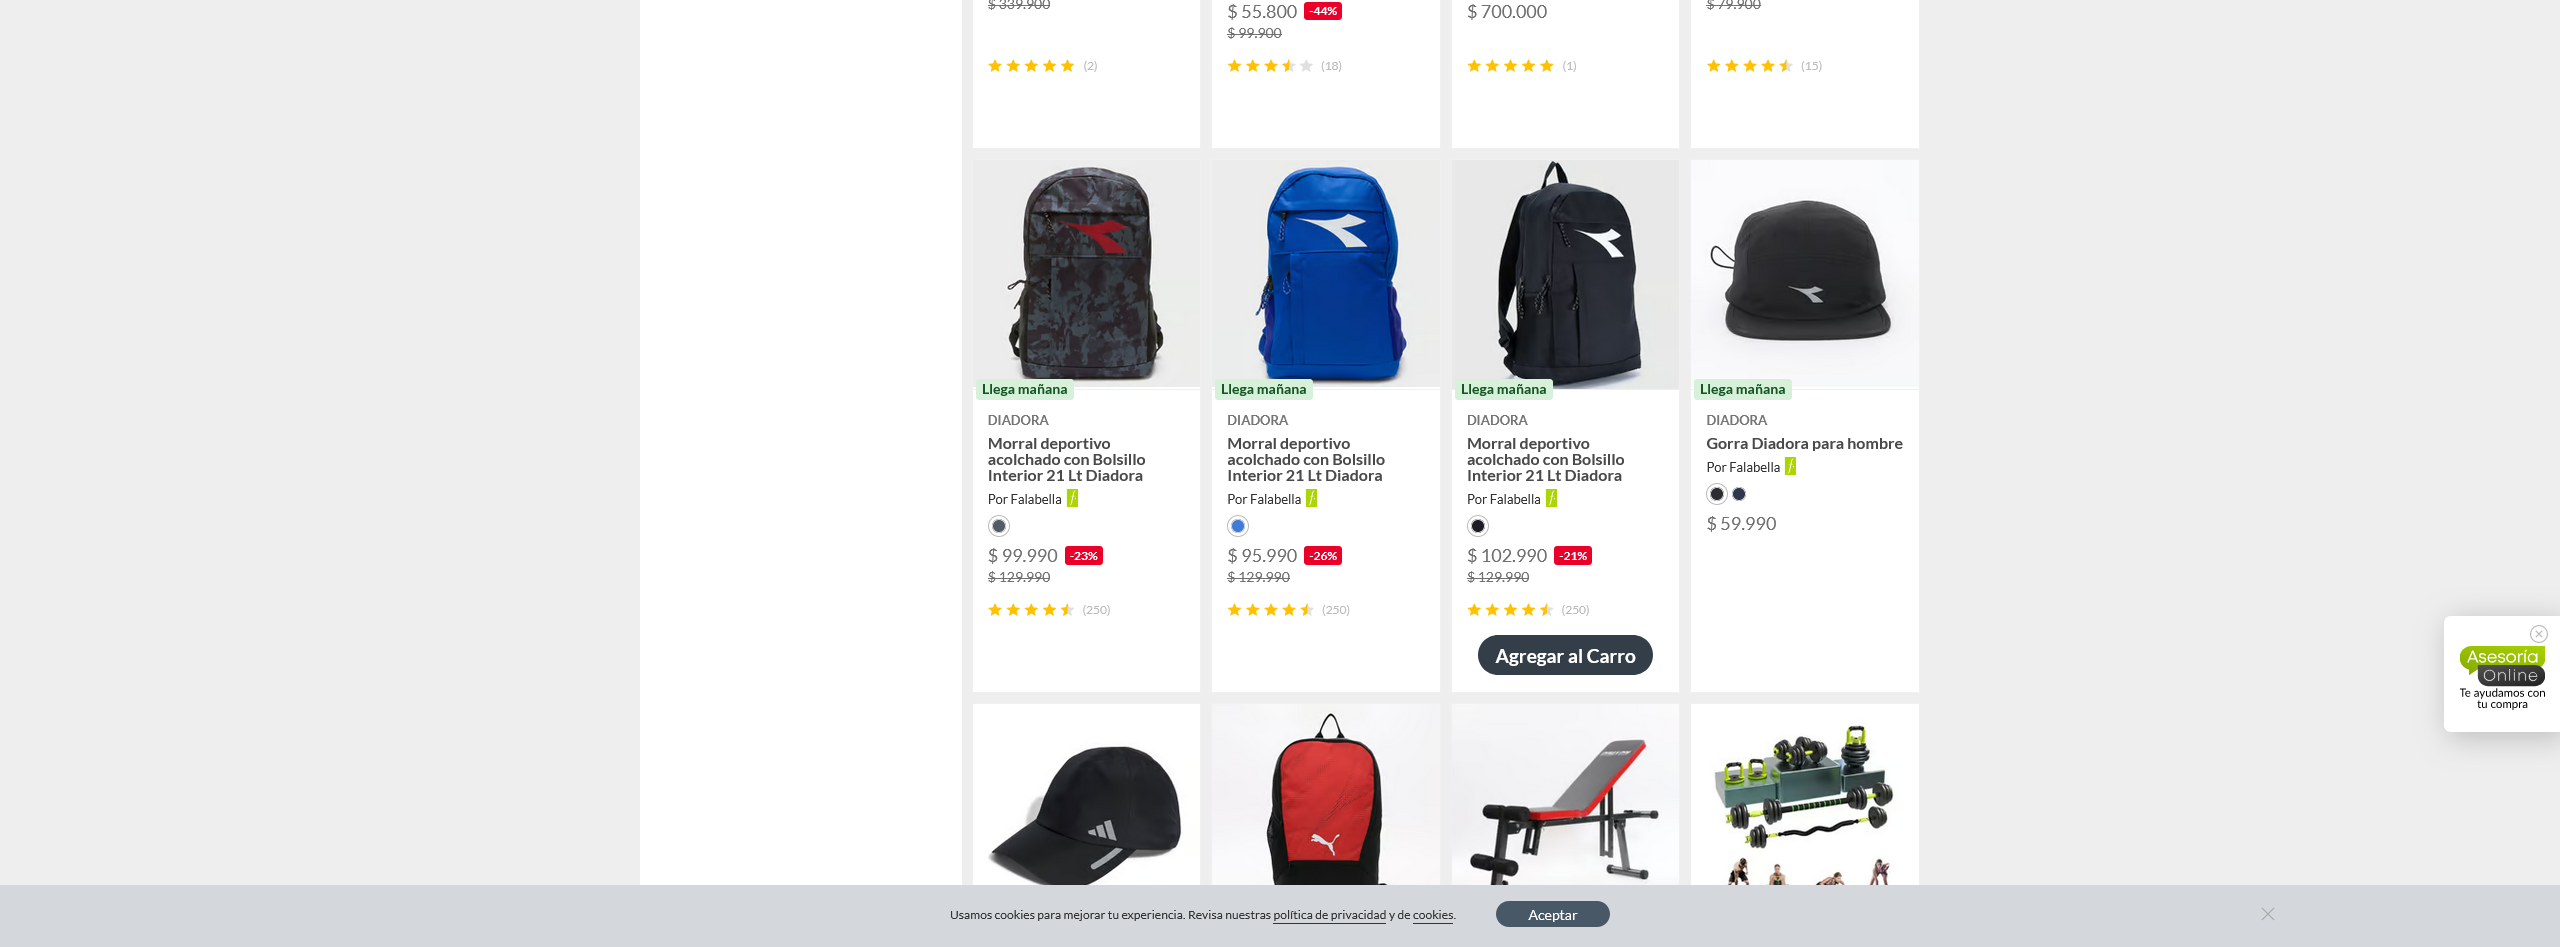 $ 339.900
$ 55.800 -44%
$ 99.900
$ 700.000
$ 79.900
(2)
(18)
(1)
(15)
Llega mañana
DIADORA
Morral deportivo
acolchado con Bolsillo
Interior 21 Lt Diadora
Por Falabella
$ 99.990 -23%
$ 129.990
(250)
Llega mañana
DIADORA
Morral deportivo
acolchado con Bolsillo
Interior 21 Lt Diadora
Por Falabella
$ 95.990 -26%
$ 129.990
(250)
Llega mañana
DIADORA
Morral deportivo
acolchado con Bolsillo
Interior 21 Lt Diadora
Por Falabella
$ 102.990 -21%
$ 129.990
(250)
Agregar al Carro
Llega mañana
DIADORA
Gorra Diadora para hombre
Por Falabella
$ 59.990
Asesoría
Online
Te ayudamos con
tu compra
Usamos cookies para mejorar tu experiencia. Revisa nuestras política de privacidad y de cookies.
Aceptar